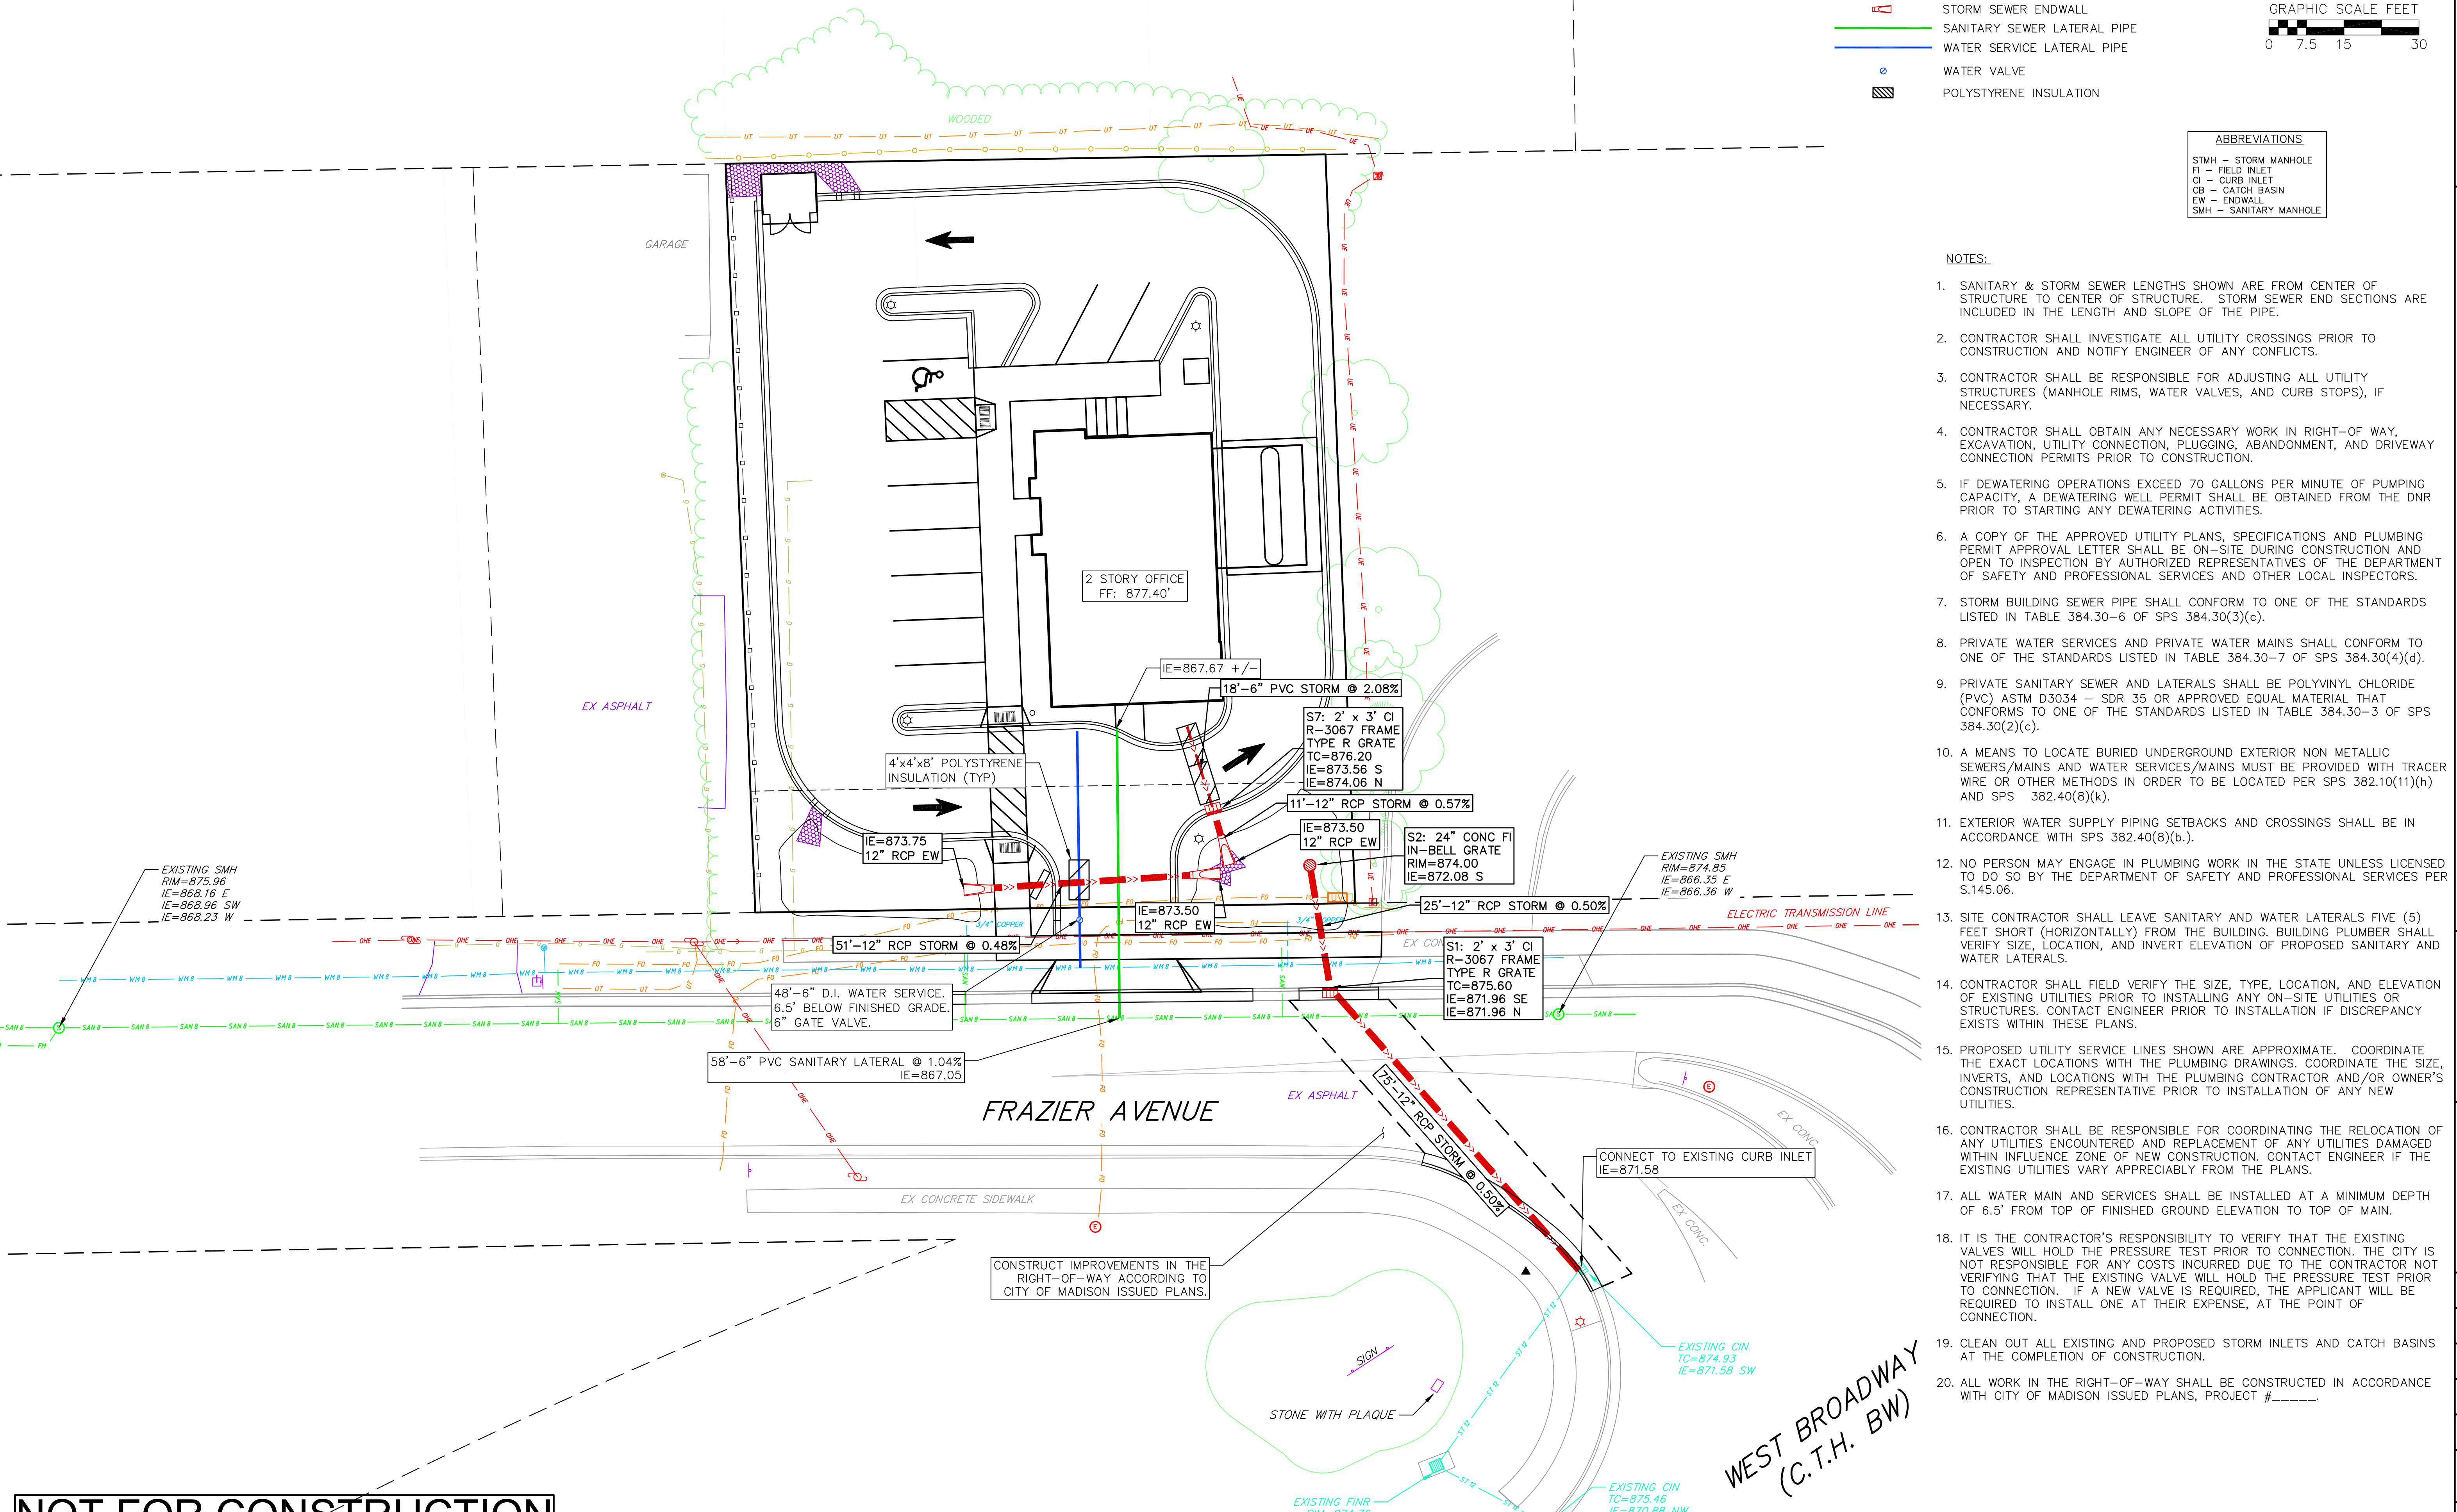 STORM SEWER ENDWALL
SANITARY SEWER LATERAL PIPE
WATER SERVICE LATERAL PIPE
WATER VALVE
POLYSTYRENE INSULATION
GRAPHIC SCALE FEET
0 7.5 15 30
ABBREVIATIONS
STMH – STORM MANHOLE
FI – FIELD INLET
CI – CURB INLET
CB – CATCH BASIN
EW – ENDWALL
SMH – SANITARY MANHOLE
NOTES:
1. SANITARY & STORM SEWER LENGTHS SHOWN ARE FROM CENTER OF
STRUCTURE TO CENTER OF STRUCTURE. STORM SEWER END SECTIONS ARE
INCLUDED IN THE LENGTH AND SLOPE OF THE PIPE.
2. CONTRACTOR SHALL INVESTIGATE ALL UTILITY CROSSINGS PRIOR TO
CONSTRUCTION AND NOTIFY ENGINEER OF ANY CONFLICTS.
3. CONTRACTOR SHALL BE RESPONSIBLE FOR ADJUSTING ALL UTILITY
STRUCTURES (MANHOLE RIMS, WATER VALVES, AND CURB STOPS), IF
NECESSARY.
4. CONTRACTOR SHALL OBTAIN ANY NECESSARY WORK IN RIGHT–OF WAY,
EXCAVATION, UTILITY CONNECTION, PLUGGING, ABANDONMENT, AND DRIVEWAY
CONNECTION PERMITS PRIOR TO CONSTRUCTION.
5. IF DEWATERING OPERATIONS EXCEED 70 GALLONS PER MINUTE OF PUMPING
CAPACITY, A DEWATERING WELL PERMIT SHALL BE OBTAINED FROM THE DNR
PRIOR TO STARTING ANY DEWATERING ACTIVITIES.
6. A COPY OF THE APPROVED UTILITY PLANS, SPECIFICATIONS AND PLUMBING
PERMIT APPROVAL LETTER SHALL BE ON–SITE DURING CONSTRUCTION AND
OPEN TO INSPECTION BY AUTHORIZED REPRESENTATIVES OF THE DEPARTMENT
OF SAFETY AND PROFESSIONAL SERVICES AND OTHER LOCAL INSPECTORS.
7. STORM BUILDING SEWER PIPE SHALL CONFORM TO ONE OF THE STANDARDS
LISTED IN TABLE 384.30–6 OF SPS 384.30(3)(c).
8. PRIVATE WATER SERVICES AND PRIVATE WATER MAINS SHALL CONFORM TO
ONE OF THE STANDARDS LISTED IN TABLE 384.30–7 OF SPS 384.30(4)(d).
9. PRIVATE SANITARY SEWER AND LATERALS SHALL BE POLYVINYL CHLORIDE
(PVC) ASTM D3034 – SDR 35 OR APPROVED EQUAL MATERIAL THAT
CONFORMS TO ONE OF THE STANDARDS LISTED IN TABLE 384.30–3 OF SPS
384.30(2)(c).
10. A MEANS TO LOCATE BURIED UNDERGROUND EXTERIOR NON METALLIC
SEWERS/MAINS AND WATER SERVICES/MAINS MUST BE PROVIDED WITH TRACER
WIRE OR OTHER METHODS IN ORDER TO BE LOCATED PER SPS 382.10(11)(h)
AND SPS 382.40(8)(k).
11. EXTERIOR WATER SUPPLY PIPING SETBACKS AND CROSSINGS SHALL BE IN
ACCORDANCE WITH SPS 382.40(8)(b.).
12. NO PERSON MAY ENGAGE IN PLUMBING WORK IN THE STATE UNLESS LICENSED
TO DO SO BY THE DEPARTMENT OF SAFETY AND PROFESSIONAL SERVICES PER
S.145.06.
13. SITE CONTRACTOR SHALL LEAVE SANITARY AND WATER LATERALS FIVE (5)
FEET SHORT (HORIZONTALLY) FROM THE BUILDING. BUILDING PLUMBER SHALL
VERIFY SIZE, LOCATION, AND INVERT ELEVATION OF PROPOSED SANITARY AND
WATER LATERALS.
14. CONTRACTOR SHALL FIELD VERIFY THE SIZE, TYPE, LOCATION, AND ELEVATION
OF EXISTING UTILITIES PRIOR TO INSTALLING ANY ON–SITE UTILITIES OR
STRUCTURES. CONTACT ENGINEER PRIOR TO INSTALLATION IF DISCREPANCY
EXISTS WITHIN THESE PLANS.
15. PROPOSED UTILITY SERVICE LINES SHOWN ARE APPROXIMATE. COORDINATE
THE EXACT LOCATIONS WITH THE PLUMBING DRAWINGS. COORDINATE THE SIZE,
INVERTS, AND LOCATIONS WITH THE PLUMBING CONTRACTOR AND/OR OWNER'S
CONSTRUCTION REPRESENTATIVE PRIOR TO INSTALLATION OF ANY NEW
UTILITIES.
16. CONTRACTOR SHALL BE RESPONSIBLE FOR COORDINATING THE RELOCATION OF
ANY UTILITIES ENCOUNTERED AND REPLACEMENT OF ANY UTILITIES DAMAGED
WITHIN INFLUENCE ZONE OF NEW CONSTRUCTION. CONTACT ENGINEER IF THE
EXISTING UTILITIES VARY APPRECIABLY FROM THE PLANS.
17. ALL WATER MAIN AND SERVICES SHALL BE INSTALLED AT A MINIMUM DEPTH
OF 6.5' FROM TOP OF FINISHED GROUND ELEVATION TO TOP OF MAIN.
18. IT IS THE CONTRACTOR'S RESPONSIBILITY TO VERIFY THAT THE EXISTING
VALVES WILL HOLD THE PRESSURE TEST PRIOR TO CONNECTION. THE CITY IS
NOT RESPONSIBLE FOR ANY COSTS INCURRED DUE TO THE CONTRACTOR NOT
VERIFYING THAT THE EXISTING VALVE WILL HOLD THE PRESSURE TEST PRIOR
TO CONNECTION. IF A NEW VALVE IS REQUIRED, THE APPLICANT WILL BE
REQUIRED TO INSTALL ONE AT THEIR EXPENSE, AT THE POINT OF
CONNECTION.
19. CLEAN OUT ALL EXISTING AND PROPOSED STORM INLETS AND CATCH BASINS
AT THE COMPLETION OF CONSTRUCTION.
20. ALL WORK IN THE RIGHT–OF–WAY SHALL BE CONSTRUCTED IN ACCORDANCE
WITH CITY OF MADISON ISSUED PLANS, PROJECT #_____.
WOODED
GARAGE
2 STORY OFFICE
FF: 877.40'
EX ASPHALT
IE=867.67 +/–
18'–6" PVC STORM @ 2.08%
S7: 2' x 3' CI
R–3067 FRAME
TYPE R GRATE
TC=876.20
IE=873.56 S
IE=874.06 N
4'x4'x8' POLYSTYRENE
INSULATION (TYP)
11'–12" RCP STORM @ 0.57%
IE=873.50
12" RCP EW
S2: 24" CONC FI
IN–BELL GRATE
RIM=874.00
IE=872.08 S
IE=873.75
12" RCP EW
EXISTING SMH
RIM=875.96
IE=868.16 E
IE=868.96 SW
IE=868.23 W
EXISTING SMH
RIM=874.85
IE=866.35 E
IE=866.36 W
IE=873.50
12" RCP EW
3/4" COPPER
3/4" COPPER
25'–12" RCP STORM @ 0.50%
ELECTRIC TRANSMISSION LINE
51'–12" RCP STORM @ 0.48%
EX CON
S1: 2' x 3' CI
R–3067 FRAME
TYPE R GRATE
TC=875.60
IE=871.96 SE
IE=871.96 N
48'–6" D.I. WATER SERVICE.
6.5' BELOW FINISHED GRADE.
6" GATE VALVE.
58'–6" PVC SANITARY LATERAL @ 1.04%
IE=867.05
FRAZIER AVENUE
EX ASPHALT
75'–12" RCP STORM @ 0.50%
EX CONC.
CONNECT TO EXISTING CURB INLET
IE=871.58
EX CONCRETE SIDEWALK
EX CONC.
CONSTRUCT IMPROVEMENTS IN THE
RIGHT–OF–WAY ACCORDING TO
CITY OF MADISON ISSUED PLANS.
SIGN
STONE WITH PLAQUE
EXISTING CIN
TC=874.93
IE=871.58 SW
WEST BROADWAY
(C.T.H. BW)
EXISTING FINR
EXISTING CIN
TC=875.46
IE=870.88 NW
NOT FOR CONSTRUCTION